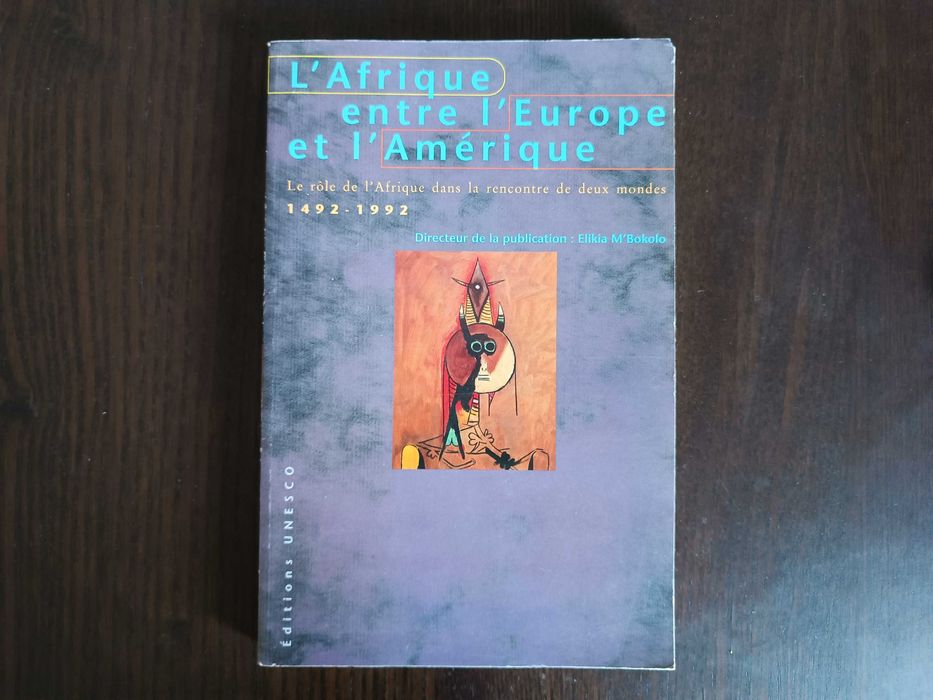 L'Afrique
entre l'Europe
et l'Amérique
Le rôle de l'Afrique dans la rencontre de deux mondes
1492-1992
Directeur de la publication : Elikia M'Bokolo
Éditions UNESCO